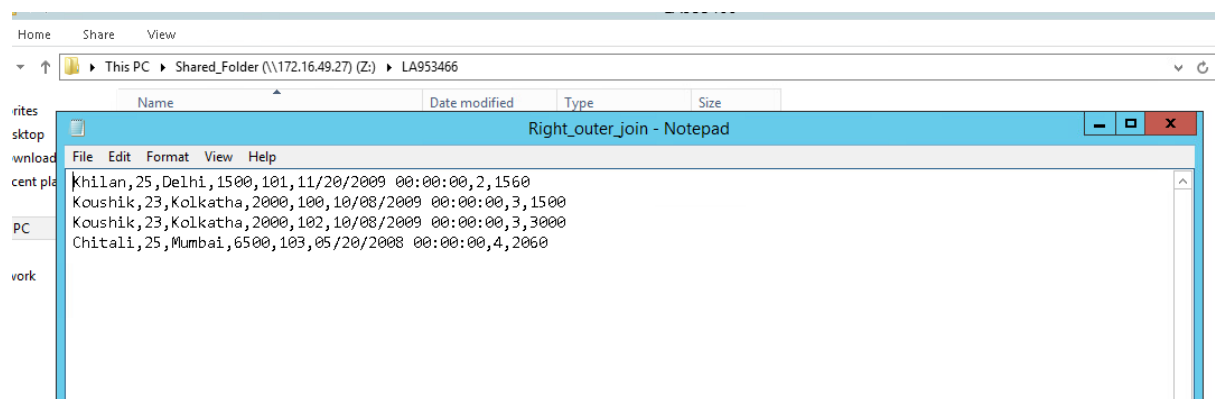 Home Share View
This PC Shared_Folder (\\172.16.49.27) (Z:) LA953466
Name Date modified Type Size
rites
sktop
Right_outer_join - Notepad
wnload
File Edit Format View Help
cent pla
Khilan,25,Delhi,1500,101,11/20/2009 00:00:00,2,1560
Koushik,23,Kolkatha,2000,100,10/08/2009 00:00:00,3,1500
Koushik,23,Kolkatha,2000,102,10/08/2009 00:00:00,3,3000
PC
Chitali,25,Mumbai,6500,103,05/20/2008 00:00:00,4,2060
vork